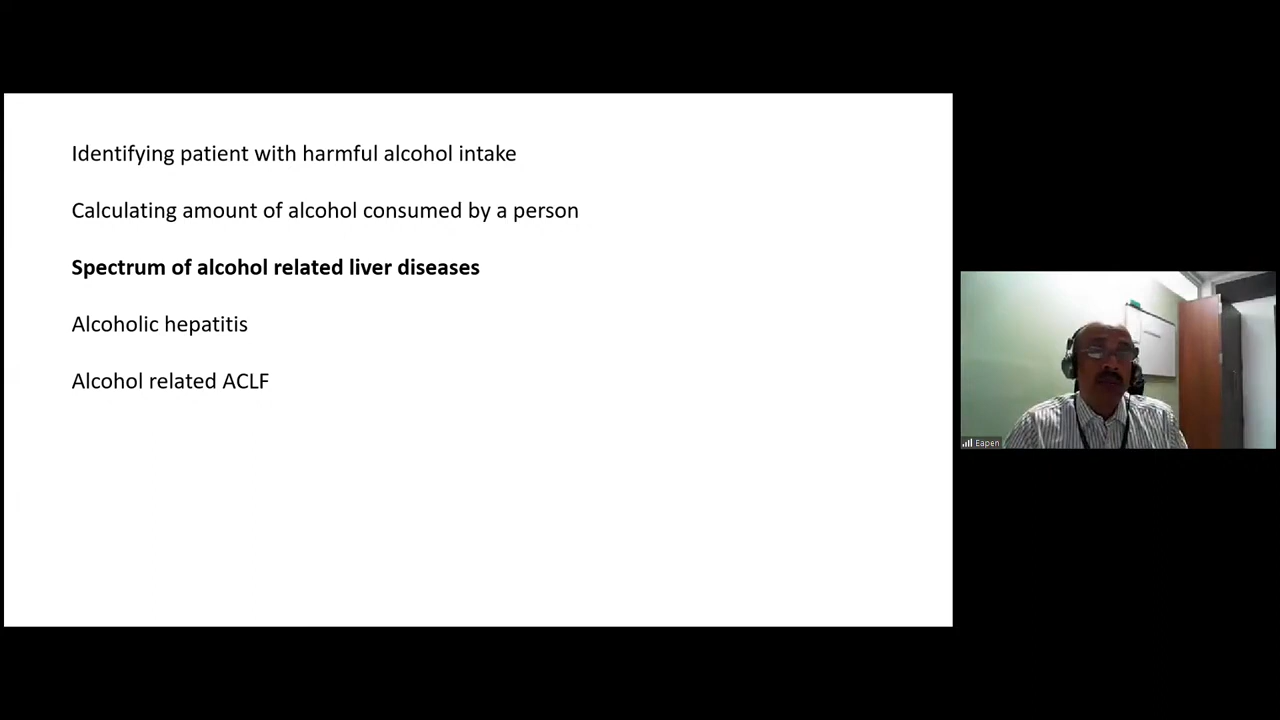 Identifying patient with harmful alcohol intake
Calculating amount of alcohol consumed by a person
Spectrum of alcohol related liver diseases
Alcoholic hepatitis
Alcohol related ACLF
Eapen